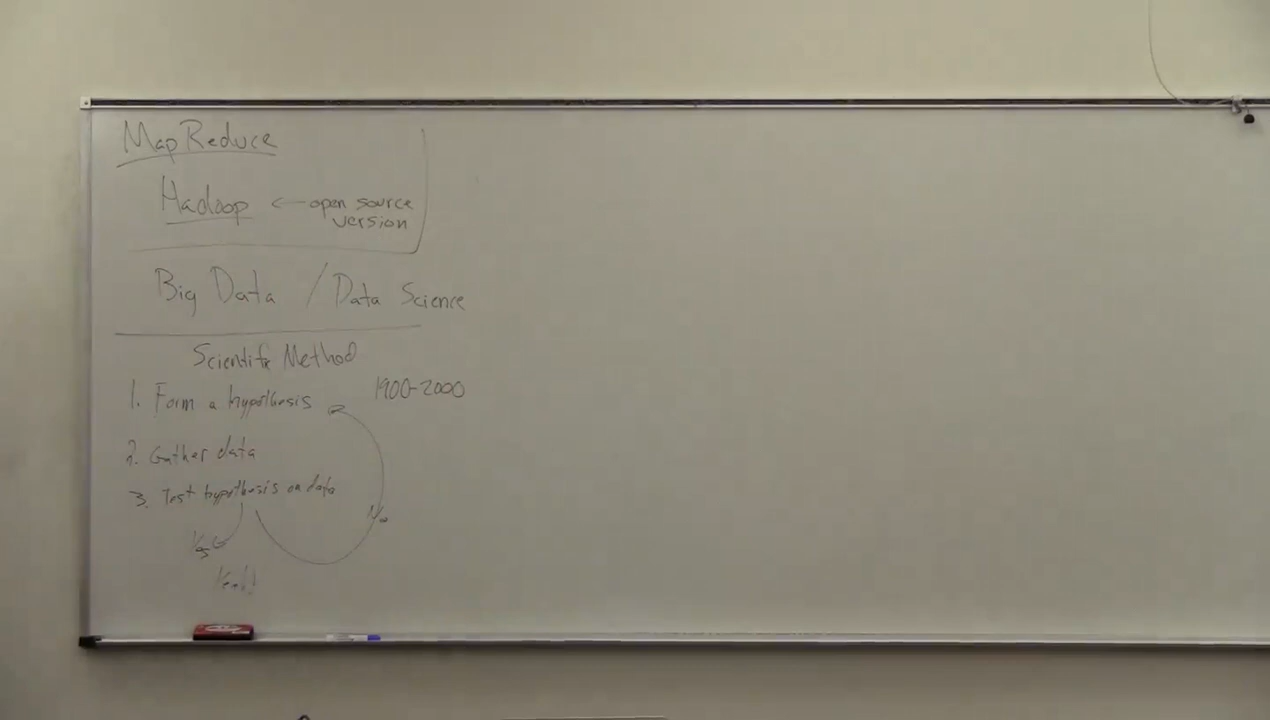 MapReduce
Hadoop ← open source
version
Big Data / Data Science
Scientific Method
1. Form a hypothesis
1900-2000
2. Gather data
3. Test hypothesis on data
No
Yes
Yeah!